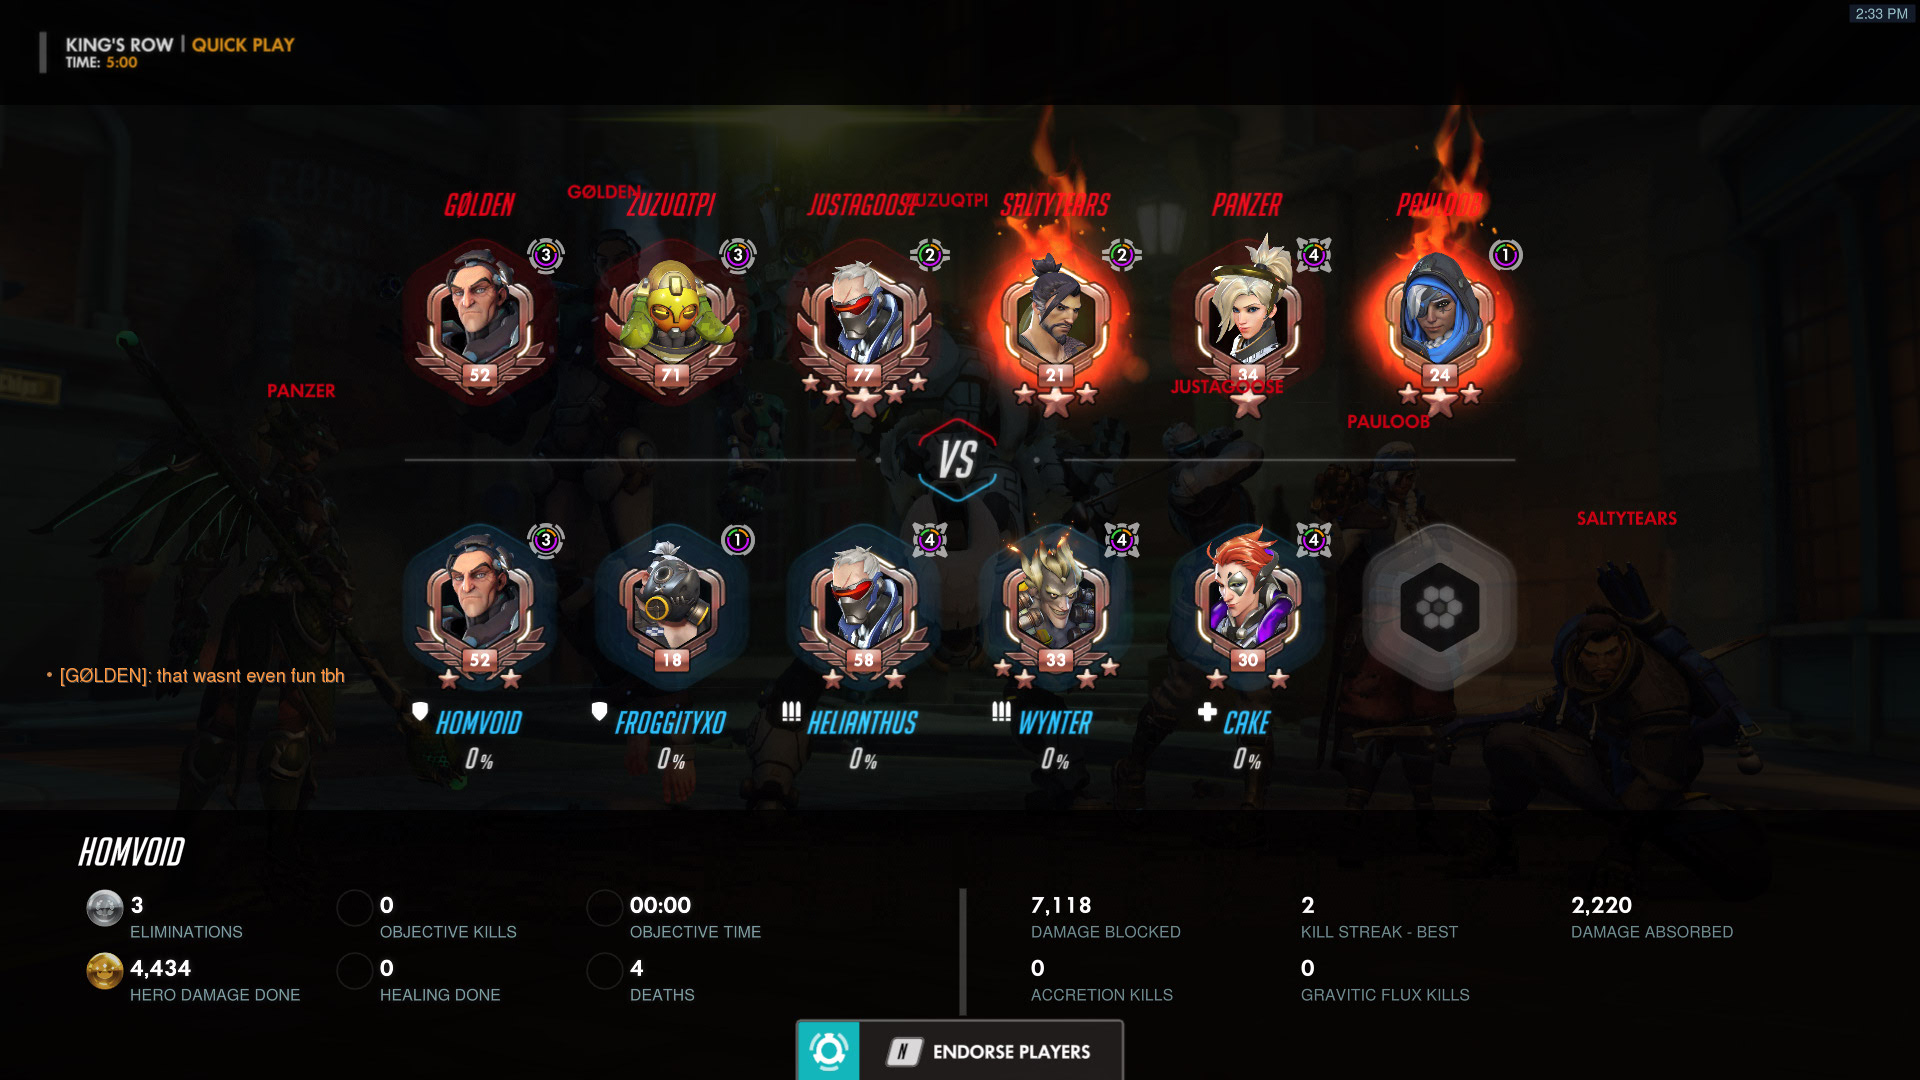 2:33 PM
KING'S ROW | QUICK PLAY
TIME: 5:00
GØLDEN ZUZUQTPI JUSTAGOOSE SALTYTEARS PANZER PAULOOB
GØLDEN
ZUZUQTPI
3 3 2 2 4 1
52 71 77 21 34 24
PANZER
JUSTAGOOSE
PAULOOB
VS
SALTYTEARS
3 1 4 4 4
52 18 58 33 30
• [GØLDEN]: that wasnt even fun tbh
HOMVOID FROGGITYXO HELIANTHUS WYNTER CAKE
0% 0% 0% 0% 0%
HOMVOID
3 0 00:00 7,118 2 2,220
ELIMINATIONS OBJECTIVE KILLS OBJECTIVE TIME DAMAGE BLOCKED KILL STREAK - BEST DAMAGE ABSORBED
4,434 0 4 0 0
HERO DAMAGE DONE HEALING DONE DEATHS ACCRETION KILLS GRAVITIC FLUX KILLS
N ENDORSE PLAYERS